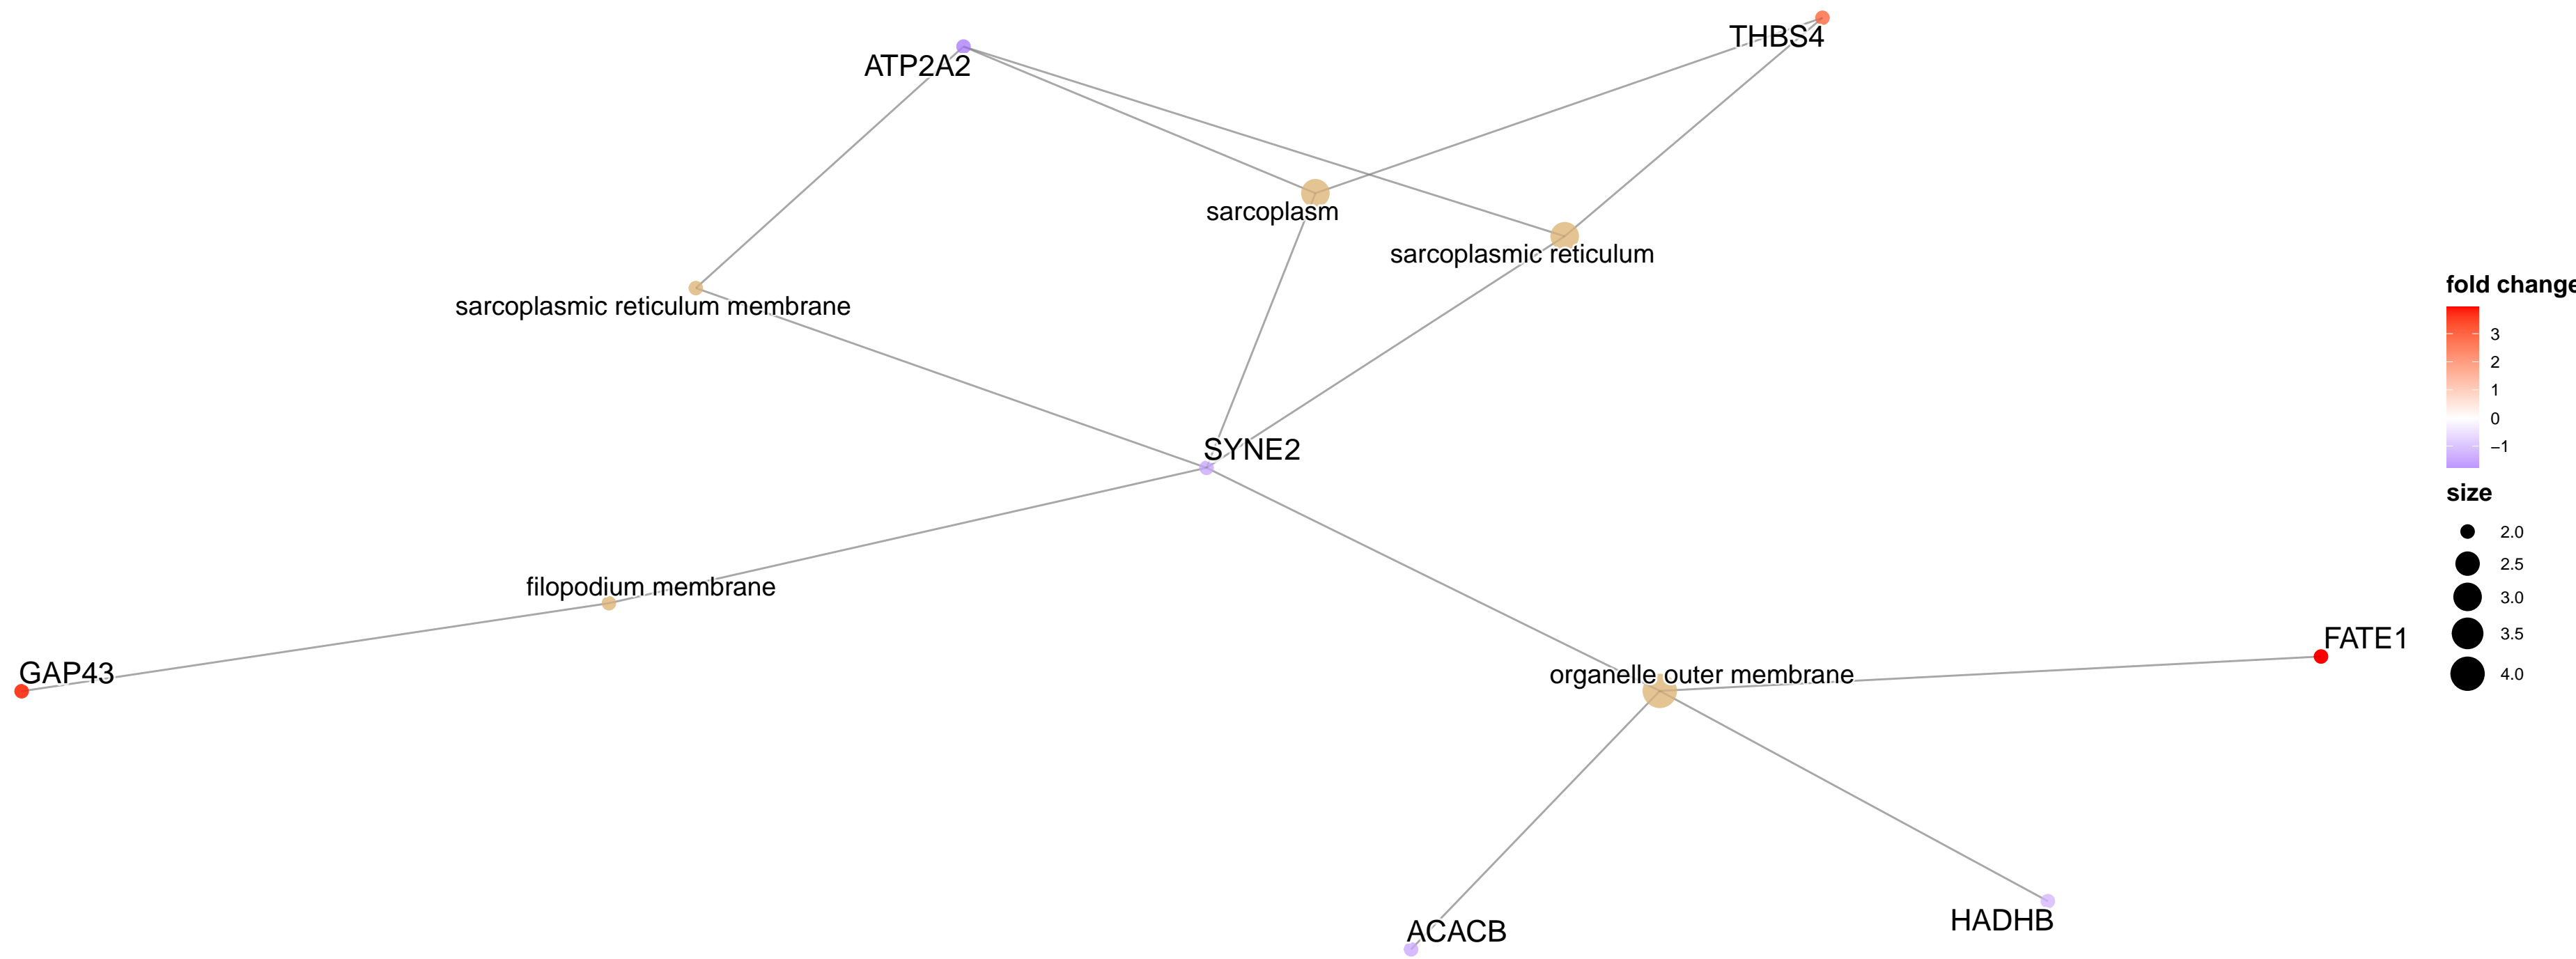 THBS4
ATP2A2
sarcoplasm
sarcoplasmic reticulum
sarcoplasmic reticulum membrane
SYNE2
filopodium membrane
GAP43
organelle outer membrane
FATE1
ACACB
HADHB
fold change
3
2
1
0
−1
size
2.0
2.5
3.0
3.5
4.0